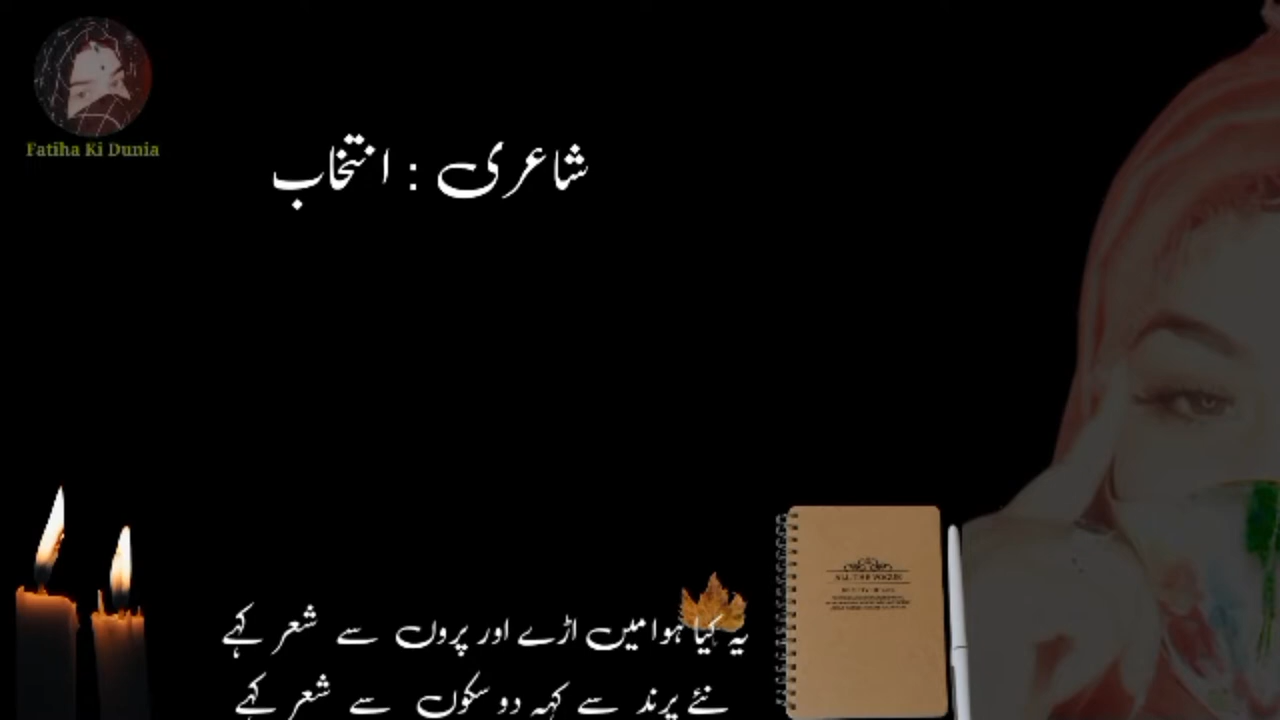 Fatiha Ki Dunia
شاعری : انتخاب
یہ کیا ہوا میں اڑے اور پروں سے شعر کہے
نئے پرند سے کہہ دو سکوں سے شعر کہے